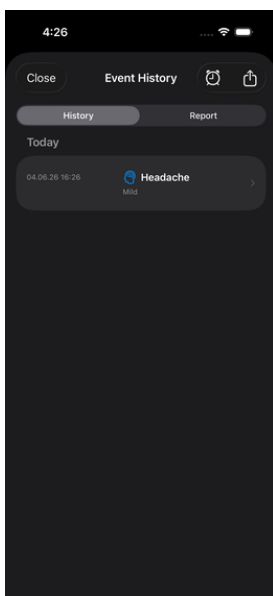 4:26
Close Event History
History Report
Today
04.06.26 16:26 Headache
Mild